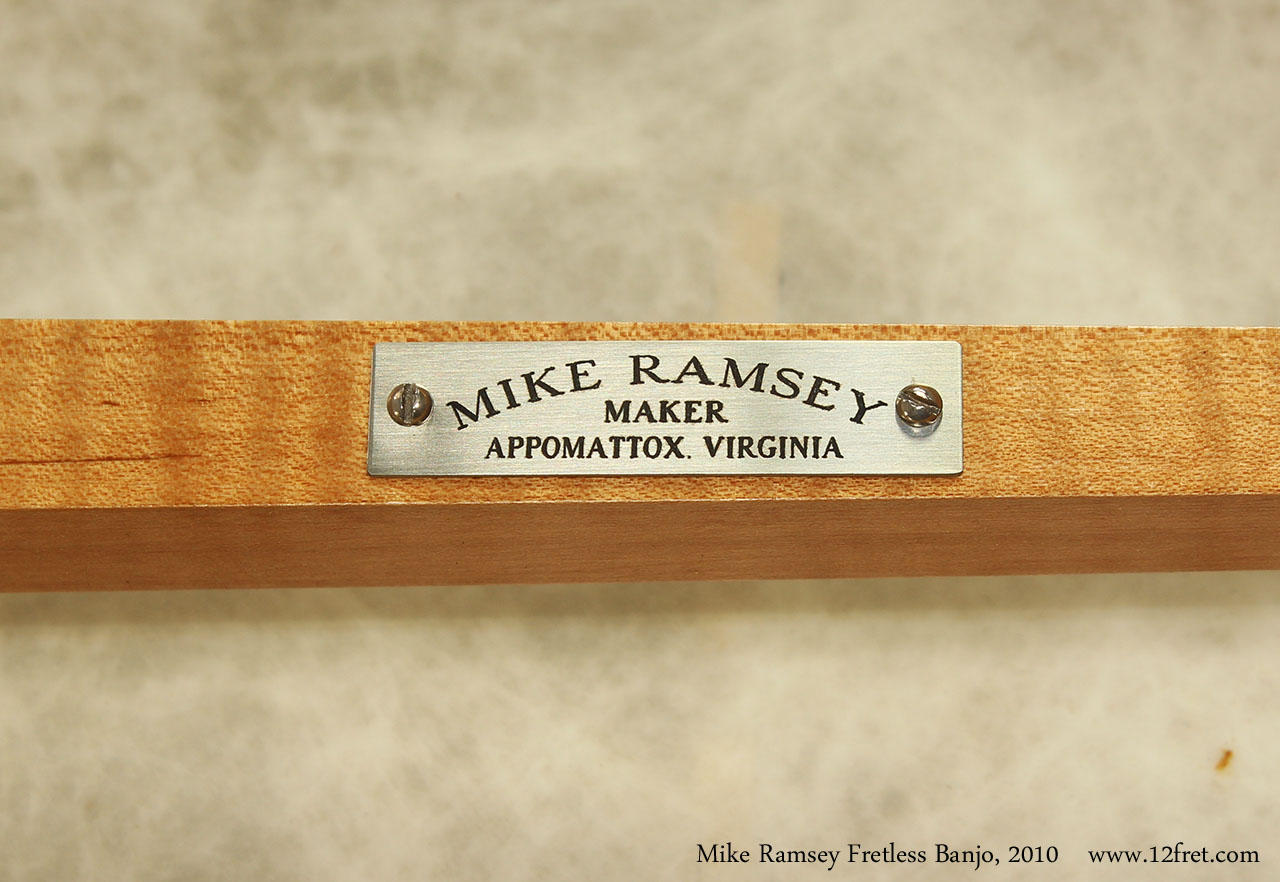 MIKE RAMSEY
MAKER
APPOMATTOX. VIRGINIA
Mike Ramsey Fretless Banjo, 2010 www.12fret.com